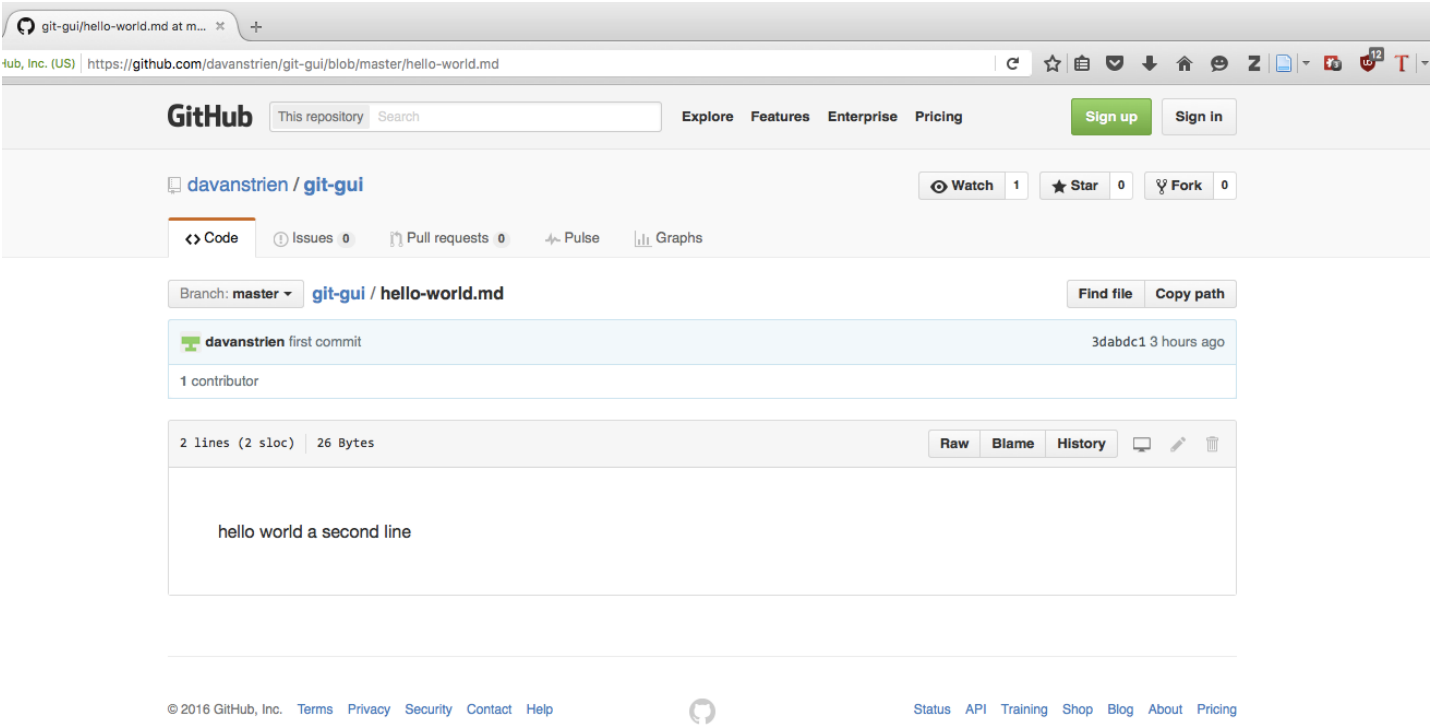 git-gui/hello-world.md at m...
Hub, Inc. (US) https://github.com/davanstrien/git-gui/blob/master/hello-world.md Z 12 T
GitHub This repository Search Explore Features Enterprise Pricing Sign up Sign in
davanstrien / git-gui Watch 1 Star 0 Fork 0
Code Issues 0 Pull requests 0 Pulse Graphs
Branch: master git-gui / hello-world.md Find file Copy path
davanstrien first commit 3dabdc1 3 hours ago
1 contributor
2 lines (2 sloc) 26 Bytes Raw Blame History
hello world a second line
© 2016 GitHub, Inc. Terms Privacy Security Contact Help Status API Training Shop Blog About Pricing